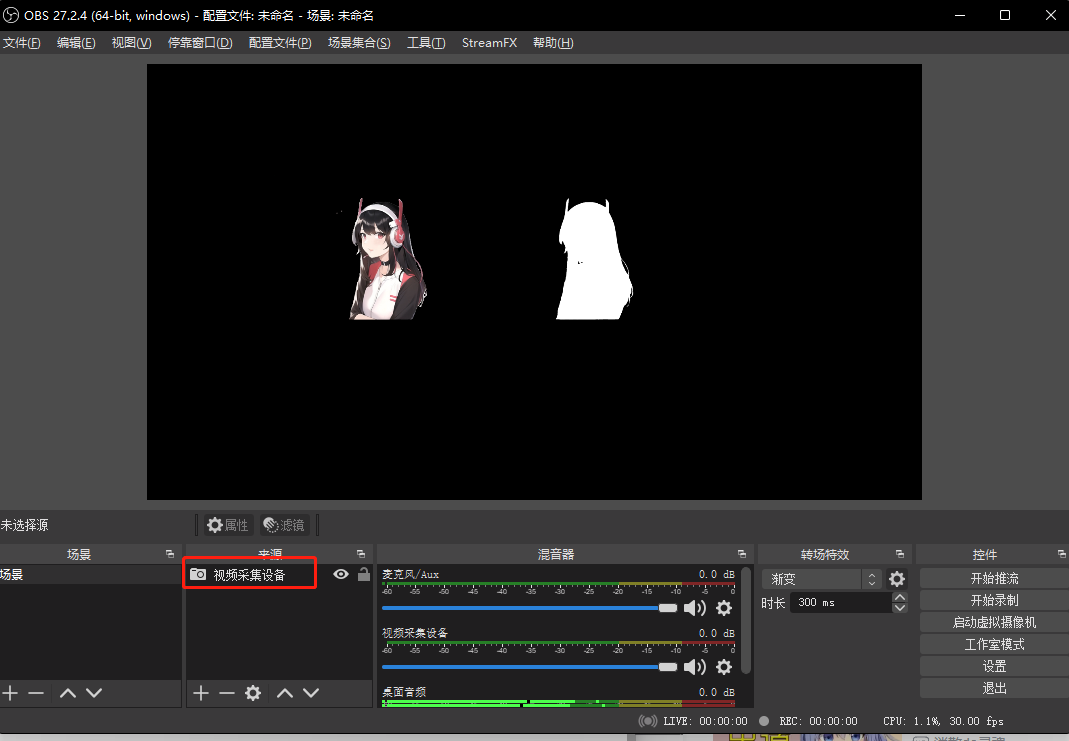 OBS 27.2.4 (64-bit, windows) - 配置文件: 未命名 - 场景: 未命名
文件(F) 编辑(E) 视图(V) 停靠窗口(D) 配置文件(P) 场景集合(S) 工具(T) StreamFX 帮助(H)
未选择源 属性 滤镜
场景 来源 混音器 转场特效 控件
场景
视频采集设备
麦克风/Aux 0.0 dB
-60 -55 -50 -45 -40 -35 -30 -25 -20 -15 -10 -5 0
视频采集设备 0.0 dB
-60 -55 -50 -45 -40 -35 -30 -25 -20 -15 -10 -5 0
桌面音频 0.0 dB
渐变
时长 300 ms
开始推流
开始录制
启动虚拟摄像机
工作室模式
设置
退出
LIVE: 00:00:00 REC: 00:00:00 CPU: 1.1%, 30.00 fps